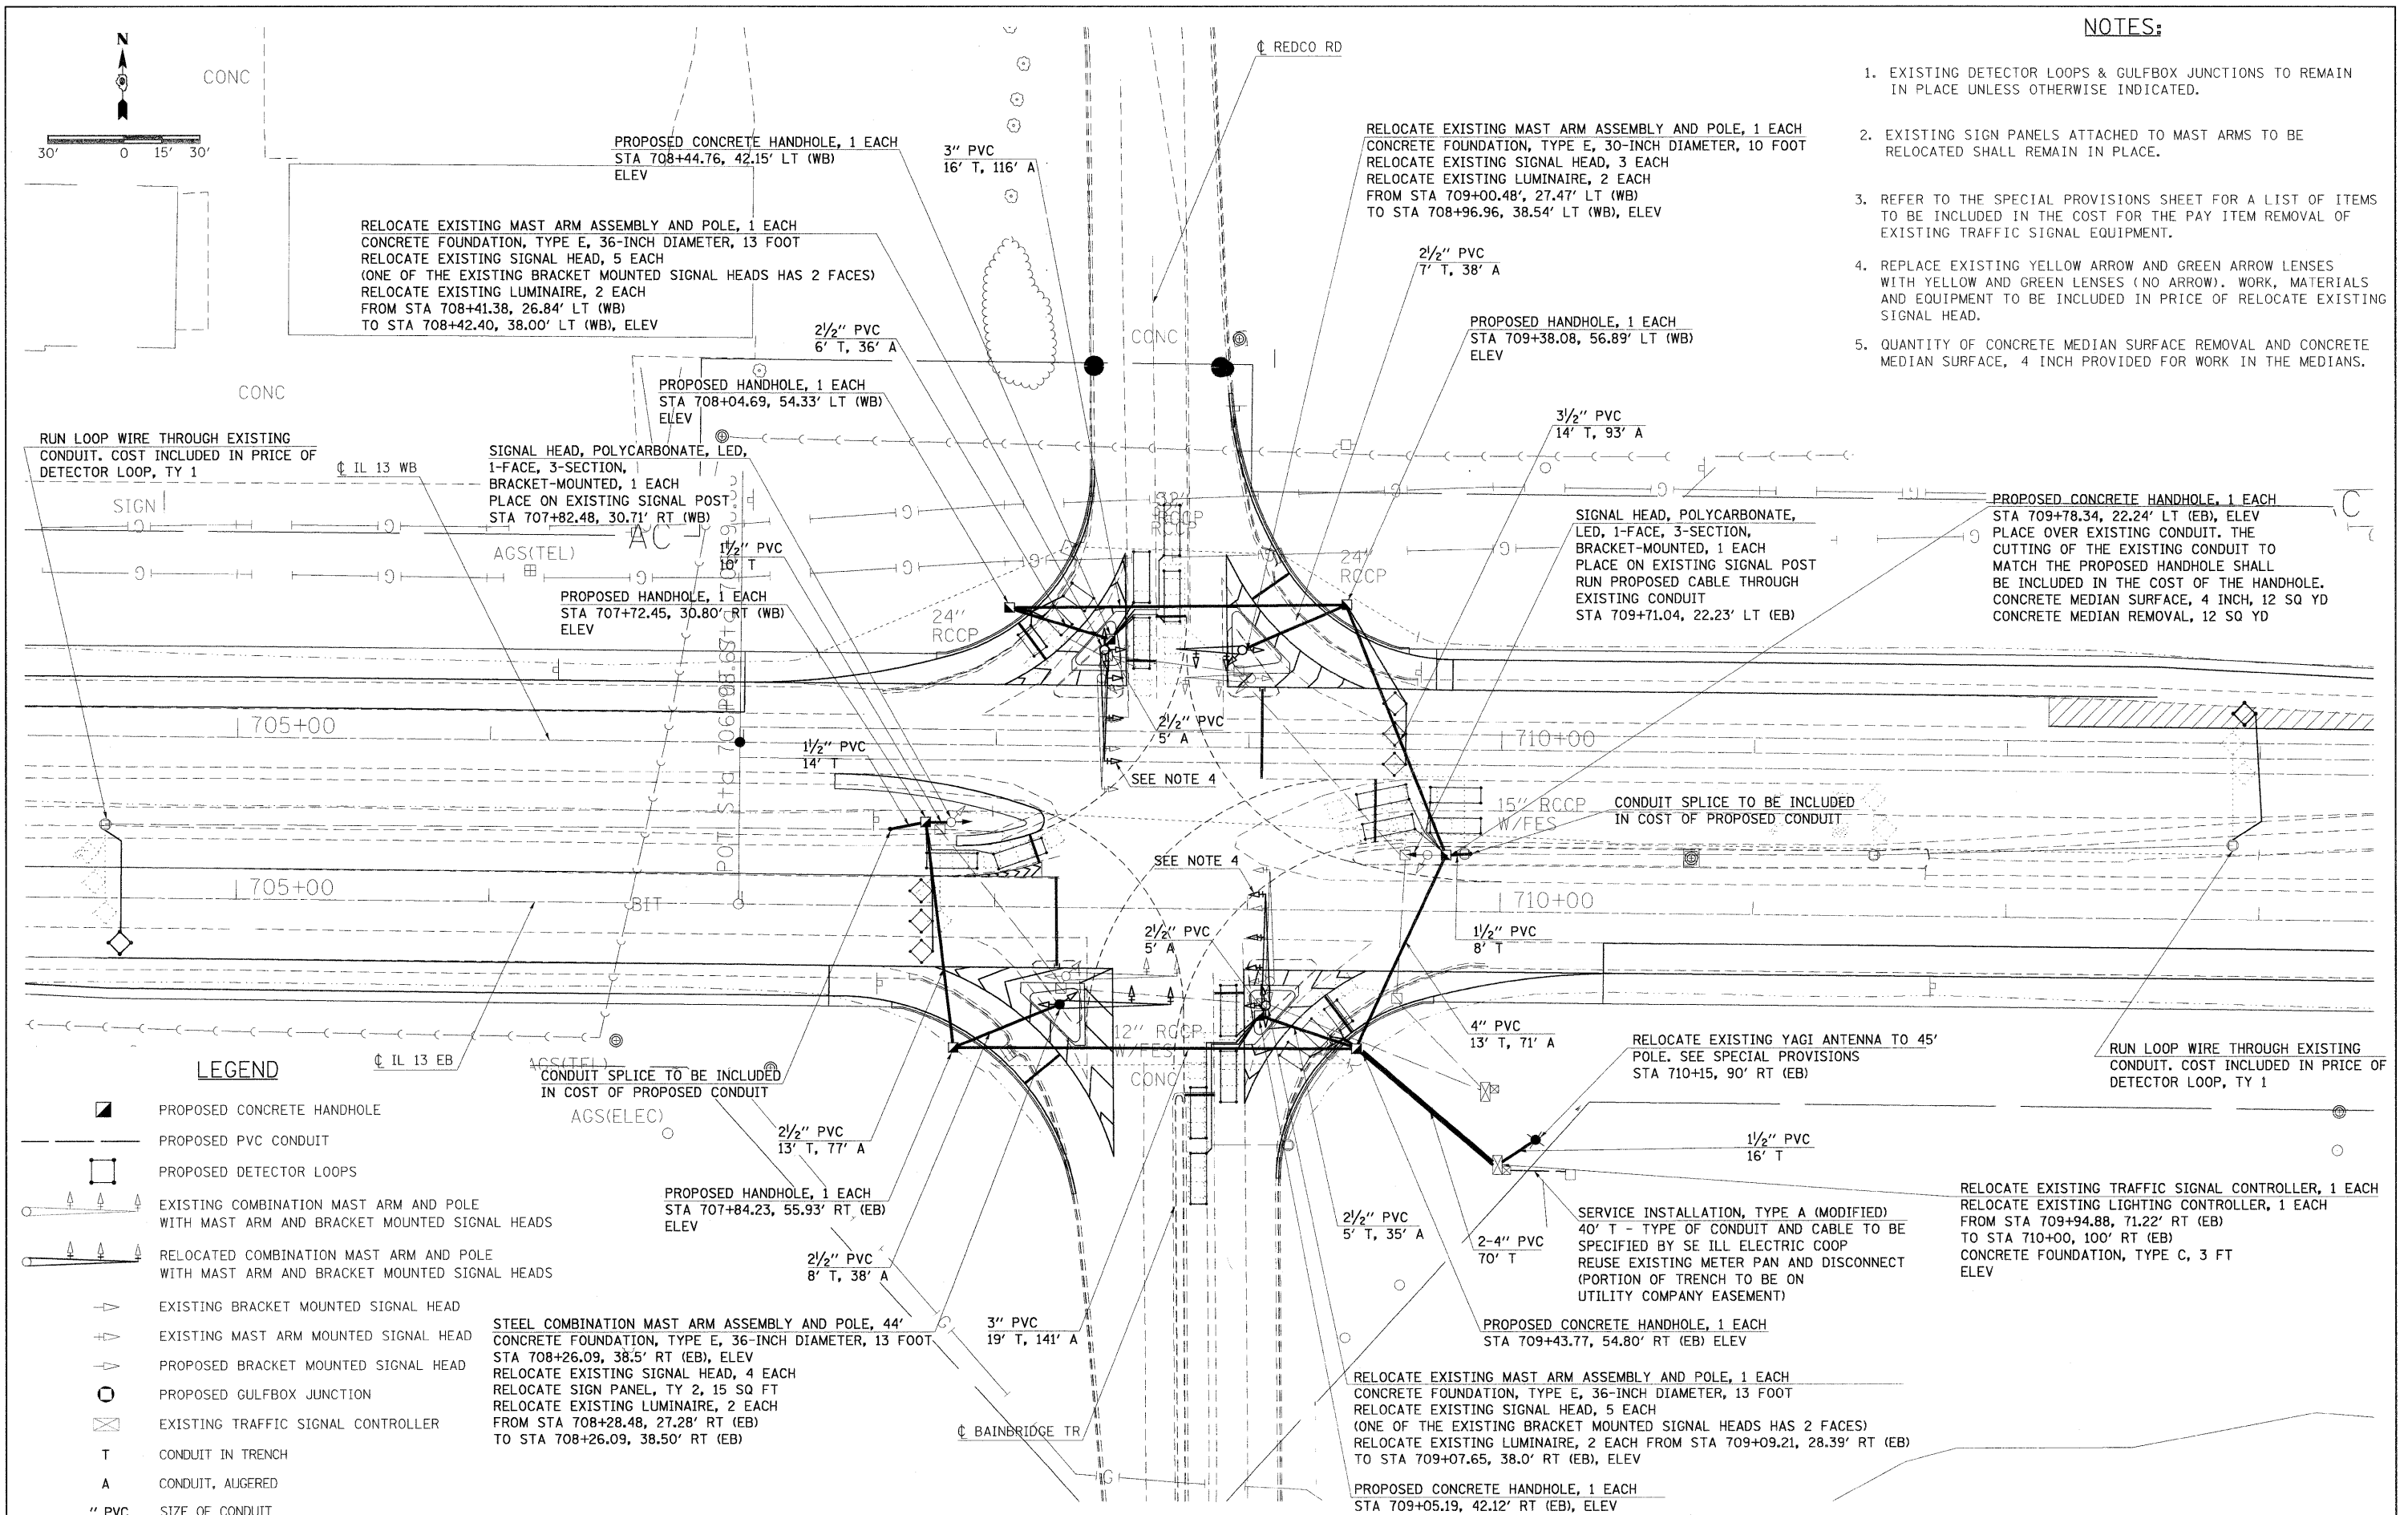 N
30' 0 15' 30'
CONC
CONC
℄ REDCO RD
NOTES:
1. EXISTING DETECTOR LOOPS & GULFBOX JUNCTIONS TO REMAIN
IN PLACE UNLESS OTHERWISE INDICATED.
2. EXISTING SIGN PANELS ATTACHED TO MAST ARMS TO BE
RELOCATED SHALL REMAIN IN PLACE.
3. REFER TO THE SPECIAL PROVISIONS SHEET FOR A LIST OF ITEMS
TO BE INCLUDED IN THE COST FOR THE PAY ITEM REMOVAL OF
EXISTING TRAFFIC SIGNAL EQUIPMENT.
4. REPLACE EXISTING YELLOW ARROW AND GREEN ARROW LENSES
WITH YELLOW AND GREEN LENSES (NO ARROW). WORK, MATERIALS
AND EQUIPMENT TO BE INCLUDED IN PRICE OF RELOCATE EXISTING
SIGNAL HEAD.
5. QUANTITY OF CONCRETE MEDIAN SURFACE REMOVAL AND CONCRETE
MEDIAN SURFACE, 4 INCH PROVIDED FOR WORK IN THE MEDIANS.
PROPOSED CONCRETE HANDHOLE, 1 EACH
STA 708+44.76, 42.15' LT (WB)
ELEV
3" PVC
16' T, 116' A
RELOCATE EXISTING MAST ARM ASSEMBLY AND POLE, 1 EACH
CONCRETE FOUNDATION, TYPE E, 30-INCH DIAMETER, 10 FOOT
RELOCATE EXISTING SIGNAL HEAD, 3 EACH
RELOCATE EXISTING LUMINAIRE, 2 EACH
FROM STA 709+00.48', 27.47' LT (WB)
TO STA 708+96.96, 38.54' LT (WB), ELEV
RELOCATE EXISTING MAST ARM ASSEMBLY AND POLE, 1 EACH
CONCRETE FOUNDATION, TYPE E, 36-INCH DIAMETER, 13 FOOT
RELOCATE EXISTING SIGNAL HEAD, 5 EACH
(ONE OF THE EXISTING BRACKET MOUNTED SIGNAL HEADS HAS 2 FACES)
RELOCATE EXISTING LUMINAIRE, 2 EACH
FROM STA 708+41.38, 26.84' LT (WB)
TO STA 708+42.40, 38.00' LT (WB), ELEV
2½" PVC
6' T, 36' A
2½" PVC
7' T, 38' A
PROPOSED HANDHOLE, 1 EACH
STA 709+38.08, 56.89' LT (WB)
ELEV
CONC
PROPOSED HANDHOLE, 1 EACH
STA 708+04.69, 54.33' LT (WB)
ELEV
3½" PVC
14' T, 93' A
RUN LOOP WIRE THROUGH EXISTING
CONDUIT. COST INCLUDED IN PRICE OF
DETECTOR LOOP, TY 1
℄ IL 13 WB
SIGNAL HEAD, POLYCARBONATE, LED,
1-FACE, 3-SECTION,
BRACKET-MOUNTED, 1 EACH
PLACE ON EXISTING SIGNAL POST
STA 707+82.48, 30.71' RT (WB)
SIGN
AC
AGS(TEL)
1½" PVC
10' T
PROPOSED HANDHOLE, 1 EACH
STA 707+72.45, 30.80' RT (WB)
ELEV
24"
RCCP
RCCP
24"
RCCP
SIGNAL HEAD, POLYCARBONATE,
LED, 1-FACE, 3-SECTION,
BRACKET-MOUNTED, 1 EACH
PLACE ON EXISTING SIGNAL POST
RUN PROPOSED CABLE THROUGH
EXISTING CONDUIT
STA 709+71.04, 22.23' LT (EB)
PROPOSED CONCRETE HANDHOLE, 1 EACH
STA 709+78.34, 22.24' LT (EB), ELEV
PLACE OVER EXISTING CONDUIT. THE
CUTTING OF THE EXISTING CONDUIT TO
MATCH THE PROPOSED HANDHOLE SHALL
BE INCLUDED IN THE COST OF THE HANDHOLE.
CONCRETE MEDIAN SURFACE, 4 INCH, 12 SQ YD
CONCRETE MEDIAN REMOVAL, 12 SQ YD
C
705+00
POT Sta
1½" PVC
14' T
2½" PVC
5' A
SEE NOTE 4
710+00
15" RCCP
W/FES
CONDUIT SPLICE TO BE INCLUDED
IN COST OF PROPOSED CONDUIT
SEE NOTE 4
705+00
BIT
710+00
2½" PVC
5' A
1½" PVC
8' T
12" RCCP
W/FES
CONC
4" PVC
13' T, 71' A
RELOCATE EXISTING YAGI ANTENNA TO 45'
POLE. SEE SPECIAL PROVISIONS
STA 710+15, 90' RT (EB)
RUN LOOP WIRE THROUGH EXISTING
CONDUIT. COST INCLUDED IN PRICE OF
DETECTOR LOOP, TY 1
℄ IL 13 EB
AGS(TEL)
CONDUIT SPLICE TO BE INCLUDED
IN COST OF PROPOSED CONDUIT
AGS(ELEC)
2½" PVC
13' T, 77' A
1½" PVC
16' T
PROPOSED HANDHOLE, 1 EACH
STA 707+84.23, 55.93' RT (EB)
ELEV
2½" PVC
8' T, 38' A
2½" PVC
5' T, 35' A
2-4" PVC
70' T
SERVICE INSTALLATION, TYPE A (MODIFIED)
40' T - TYPE OF CONDUIT AND CABLE TO BE
SPECIFIED BY SE ILL ELECTRIC COOP
REUSE EXISTING METER PAN AND DISCONNECT
(PORTION OF TRENCH TO BE ON
UTILITY COMPANY EASEMENT)
RELOCATE EXISTING TRAFFIC SIGNAL CONTROLLER, 1 EACH
RELOCATE EXISTING LIGHTING CONTROLLER, 1 EACH
FROM STA 709+94.88, 71.22' RT (EB)
TO STA 710+00, 100' RT (EB)
CONCRETE FOUNDATION, TYPE C, 3 FT
ELEV
STEEL COMBINATION MAST ARM ASSEMBLY AND POLE, 44'
CONCRETE FOUNDATION, TYPE E, 36-INCH DIAMETER, 13 FOOT
STA 708+26.09, 38.5' RT (EB), ELEV
RELOCATE EXISTING SIGNAL HEAD, 4 EACH
RELOCATE SIGN PANEL, TY 2, 15 SQ FT
RELOCATE EXISTING LUMINAIRE, 2 EACH
FROM STA 708+28.48, 27.28' RT (EB)
TO STA 708+26.09, 38.50' RT (EB)
3" PVC
19' T, 141' A
℄ BAINBRIDGE TR
PROPOSED CONCRETE HANDHOLE, 1 EACH
STA 709+43.77, 54.80' RT (EB) ELEV
RELOCATE EXISTING MAST ARM ASSEMBLY AND POLE, 1 EACH
CONCRETE FOUNDATION, TYPE E, 36-INCH DIAMETER, 13 FOOT
RELOCATE EXISTING SIGNAL HEAD, 5 EACH
(ONE OF THE EXISTING BRACKET MOUNTED SIGNAL HEADS HAS 2 FACES)
RELOCATE EXISTING LUMINAIRE, 2 EACH FROM STA 709+09.21, 28.39' RT (EB)
TO STA 709+07.65, 38.0' RT (EB), ELEV
PROPOSED CONCRETE HANDHOLE, 1 EACH
STA 709+05.19, 42.12' RT (EB), ELEV
LEGEND
PROPOSED CONCRETE HANDHOLE
PROPOSED PVC CONDUIT
PROPOSED DETECTOR LOOPS
EXISTING COMBINATION MAST ARM AND POLE
WITH MAST ARM AND BRACKET MOUNTED SIGNAL HEADS
RELOCATED COMBINATION MAST ARM AND POLE
WITH MAST ARM AND BRACKET MOUNTED SIGNAL HEADS
EXISTING BRACKET MOUNTED SIGNAL HEAD
EXISTING MAST ARM MOUNTED SIGNAL HEAD
PROPOSED BRACKET MOUNTED SIGNAL HEAD
PROPOSED GULFBOX JUNCTION
EXISTING TRAFFIC SIGNAL CONTROLLER
T CONDUIT IN TRENCH
A CONDUIT, AUGERED
" PVC SIZE OF CONDUIT